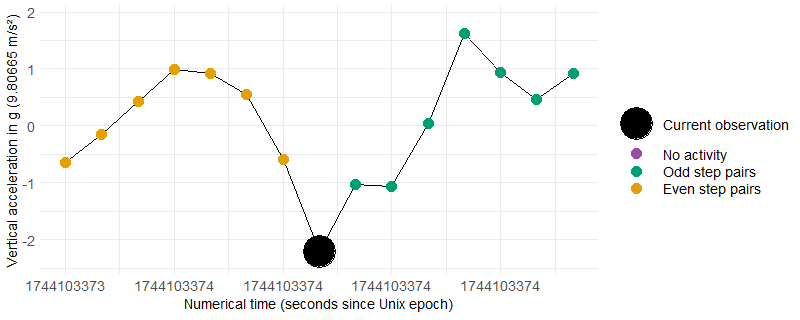 Vertical acceleration in g (9.80665 m/s²)
2
1
0
-1
-2
1744103373
1744103374
1744103374
1744103374
1744103374
Numerical time (seconds since Unix epoch)
Current observation
No activity
Odd step pairs
Even step pairs